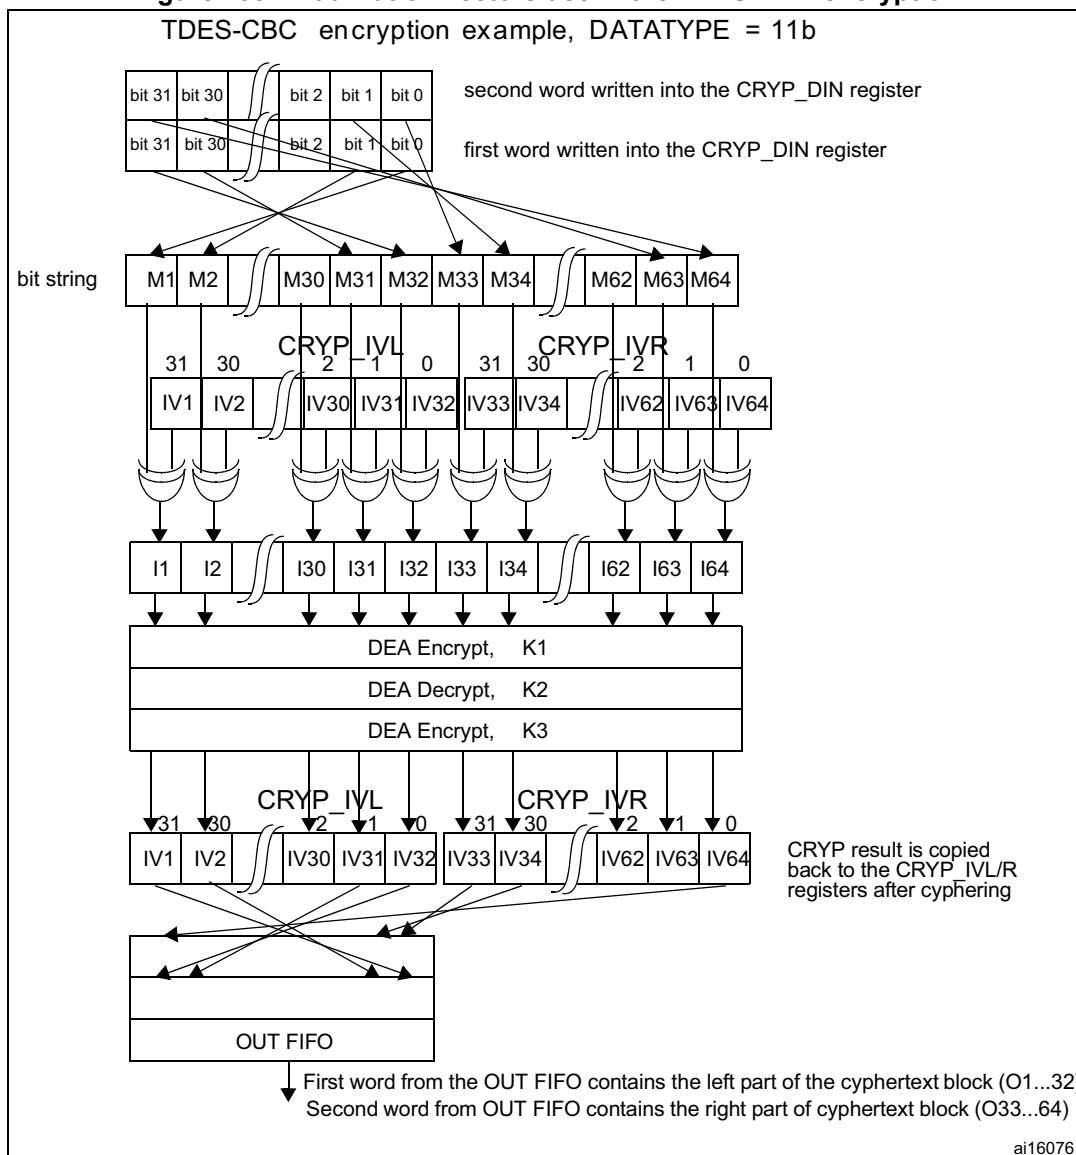 TDES-CBC encryption example, DATATYPE = 11b
bit 31 bit 30 bit 2 bit 1 bit 0 second word written into the CRYP_DIN register
bit 31 bit 30 bit 2 bit 1 bit 0 first word written into the CRYP_DIN register
bit string M1 M2 M30 M31 M32 M33 M34 M62 M63 M64
CRYP_IVL CRYP_IVR
31 30 2 1 0 31 30 2 1 0
IV1 IV2 IV30 IV31 IV32 IV33 IV34 IV62 IV63 IV64
I1 I2 I30 I31 I32 I33 I34 I62 I63 I64
DEA Encrypt, K1
DEA Decrypt, K2
DEA Encrypt, K3
CRYP_IVL CRYP_IVR
31 30 2 1 0 31 30 2 1 0
IV1 IV2 IV30 IV31 IV32 IV33 IV34 IV62 IV63 IV64
CRYP result is copied
back to the CRYP_IVL/R
registers after cyphering
OUT FIFO
First word from the OUT FIFO contains the left part of the cyphertext block (O1...32)
Second word from OUT FIFO contains the right part of cyphertext block (O33...64)
ai16076